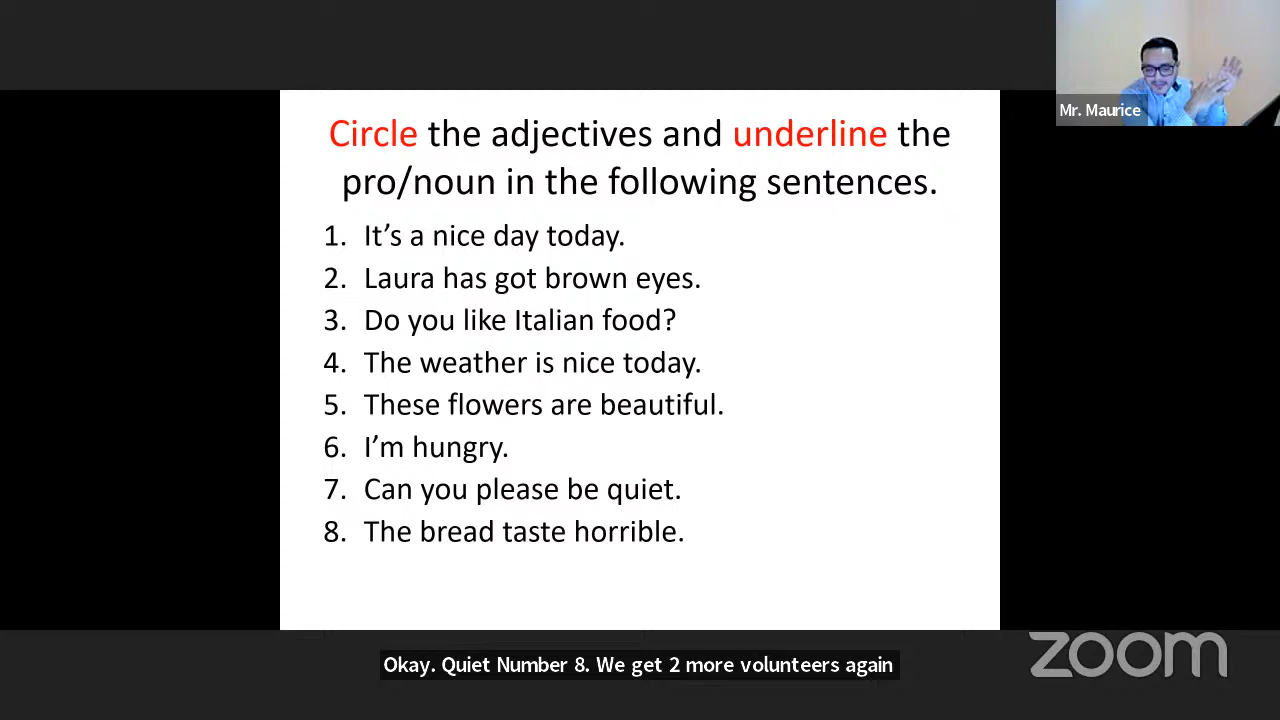 Mr. Maurice
Circle the adjectives and underline the
pro/noun in the following sentences.
1. It's a nice day today.
2. Laura has got brown eyes.
3. Do you like Italian food?
4. The weather is nice today.
5. These flowers are beautiful.
6. I'm hungry.
7. Can you please be quiet.
8. The bread taste horrible.
Okay. Quiet Number 8. We get 2 more volunteers again
zoom